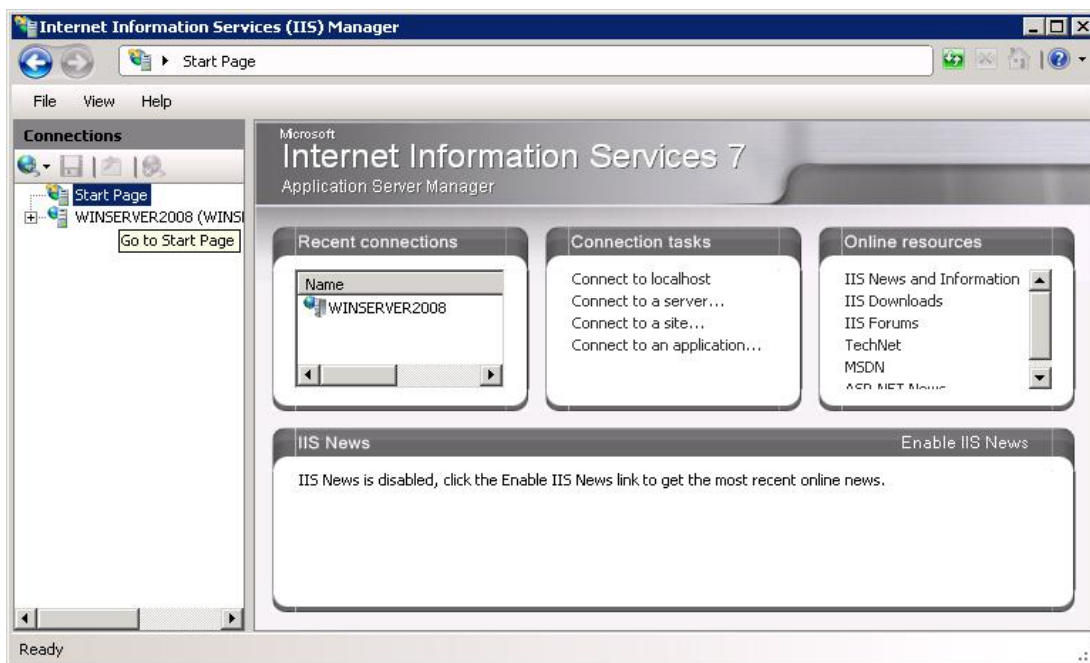 Internet Information Services (IIS) Manager
Start Page
File View Help
Connections
Start Page
WINSERVER2008 (WINS
Go to Start Page
Microsoft
Internet Information Services 7
Application Server Manager
Recent connections
Name
WINSERVER2008
Connection tasks
Connect to localhost
Connect to a server...
Connect to a site...
Connect to an application...
Online resources
IIS News and Information
IIS Downloads
IIS Forums
TechNet
MSDN
ASP.NET News
IIS News
Enable IIS News
IIS News is disabled, click the Enable IIS News link to get the most recent online news.
Ready